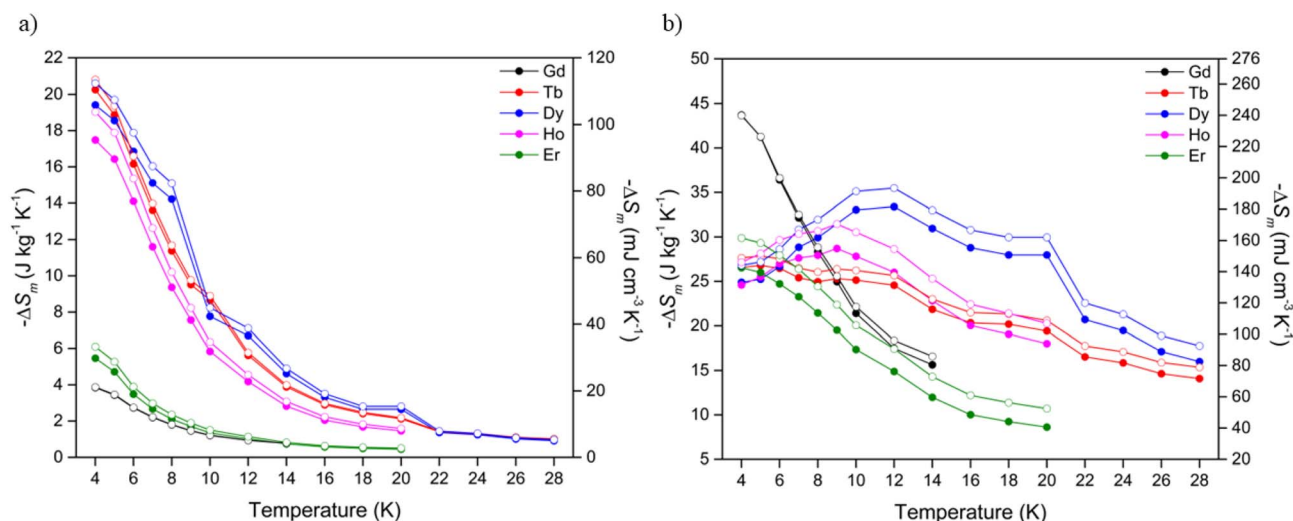 a)
22
20
18
16
14
12
10
8
6
4
2
0
-ΔSₘ (J kg⁻¹ K⁻¹)
120
100
80
60
40
20
0
-ΔSₘ (mJ cm⁻³ K⁻¹)
Gd
Tb
Dy
Ho
Er
4 6 8 10 12 14 16 18 20 22 24 26 28
Temperature (K)
b)
50
45
40
35
30
25
20
15
10
5
-ΔSₘ (J kg⁻¹ K⁻¹)
276
260
240
220
200
180
160
140
120
100
80
60
40
20
-ΔSₘ (mJ cm⁻³ K⁻¹)
Gd
Tb
Dy
Ho
Er
4 6 8 10 12 14 16 18 20 22 24 26 28
Temperature (K)